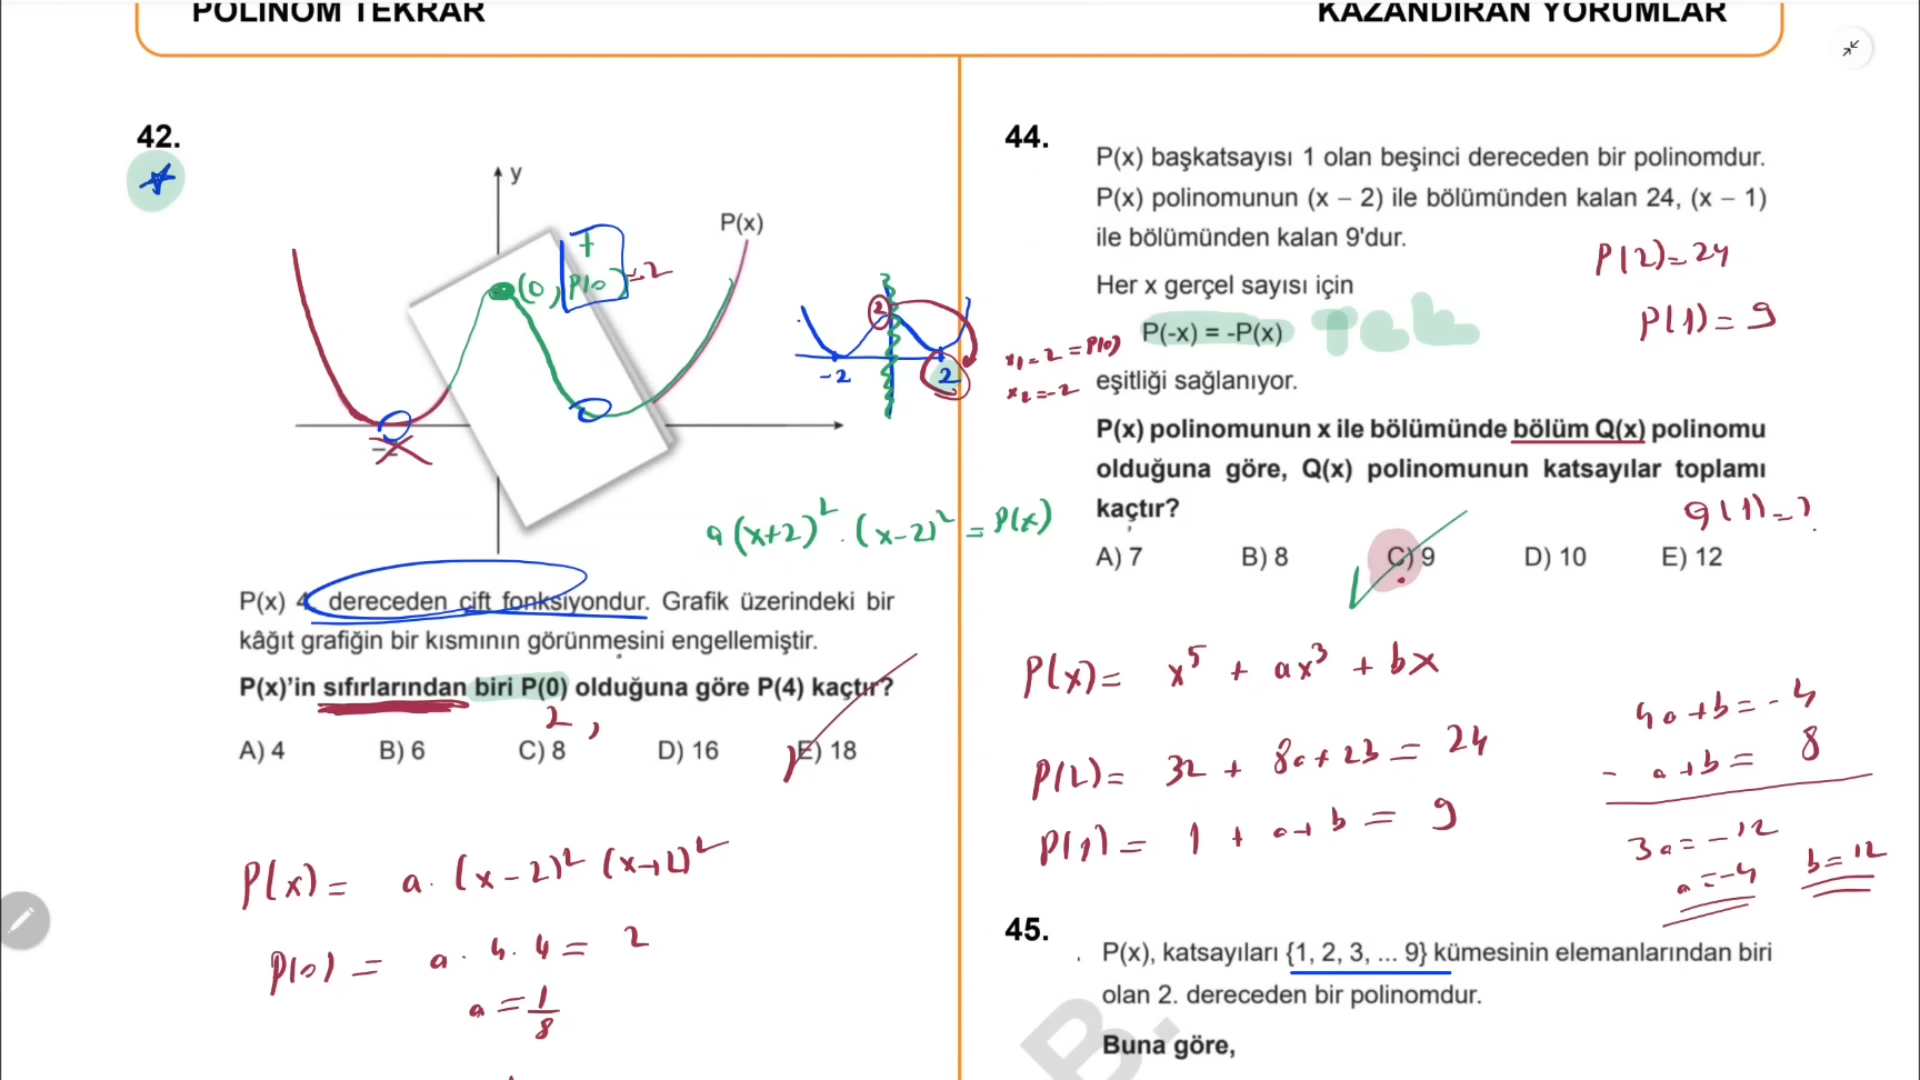 POLİNOM TEKRAR
KAZANDIRAN YORUMLAR
42.
y
P(x)
+
(0, P(0)) = 2
-2
-2
2
2
x₁ = 2 = P(0)
x₂ = -2
a(x+2)² . (x-2)² = P(x)
P(x) 4. dereceden çift fonksiyondur. Grafik üzerindeki bir
kâğıt grafiğin bir kısmının görünmesini engellemiştir.
P(x)'in sıfırlarından biri P(0) olduğuna göre P(4) kaçtır?
2,
A) 4 B) 6 C) 8 D) 16 E) 18
P(x) = a. (x-2)² (x+2)²
P(0) = a . 4 . 4 = 2
a = 1/8
44.
P(x) başkatsayısı 1 olan beşinci dereceden bir polinomdur.
P(x) polinomunun (x – 2) ile bölümünden kalan 24, (x – 1)
ile bölümünden kalan 9'dur.
P(2) = 24
Her x gerçel sayısı için
P(1) = 9
P(-x) = -P(x) Tek
eşitliği sağlanıyor.
P(x) polinomunun x ile bölümünde bölüm Q(x) polinomu
olduğuna göre, Q(x) polinomunun katsayılar toplamı
kaçtır?
Q(1) = ?
A) 7 B) 8 C) 9 D) 10 E) 12
P(x) = x⁵ + ax³ + bx
P(2) = 32 + 8a + 2b = 24
P(1) = 1 + a + b = 9
4a + b = -4
- a + b = 8
3a = -12
a = -4
b = 12
45.
P(x), katsayıları {1, 2, 3, ... 9} kümesinin elemanlarından biri
olan 2. dereceden bir polinomdur.
Buna göre,
B.